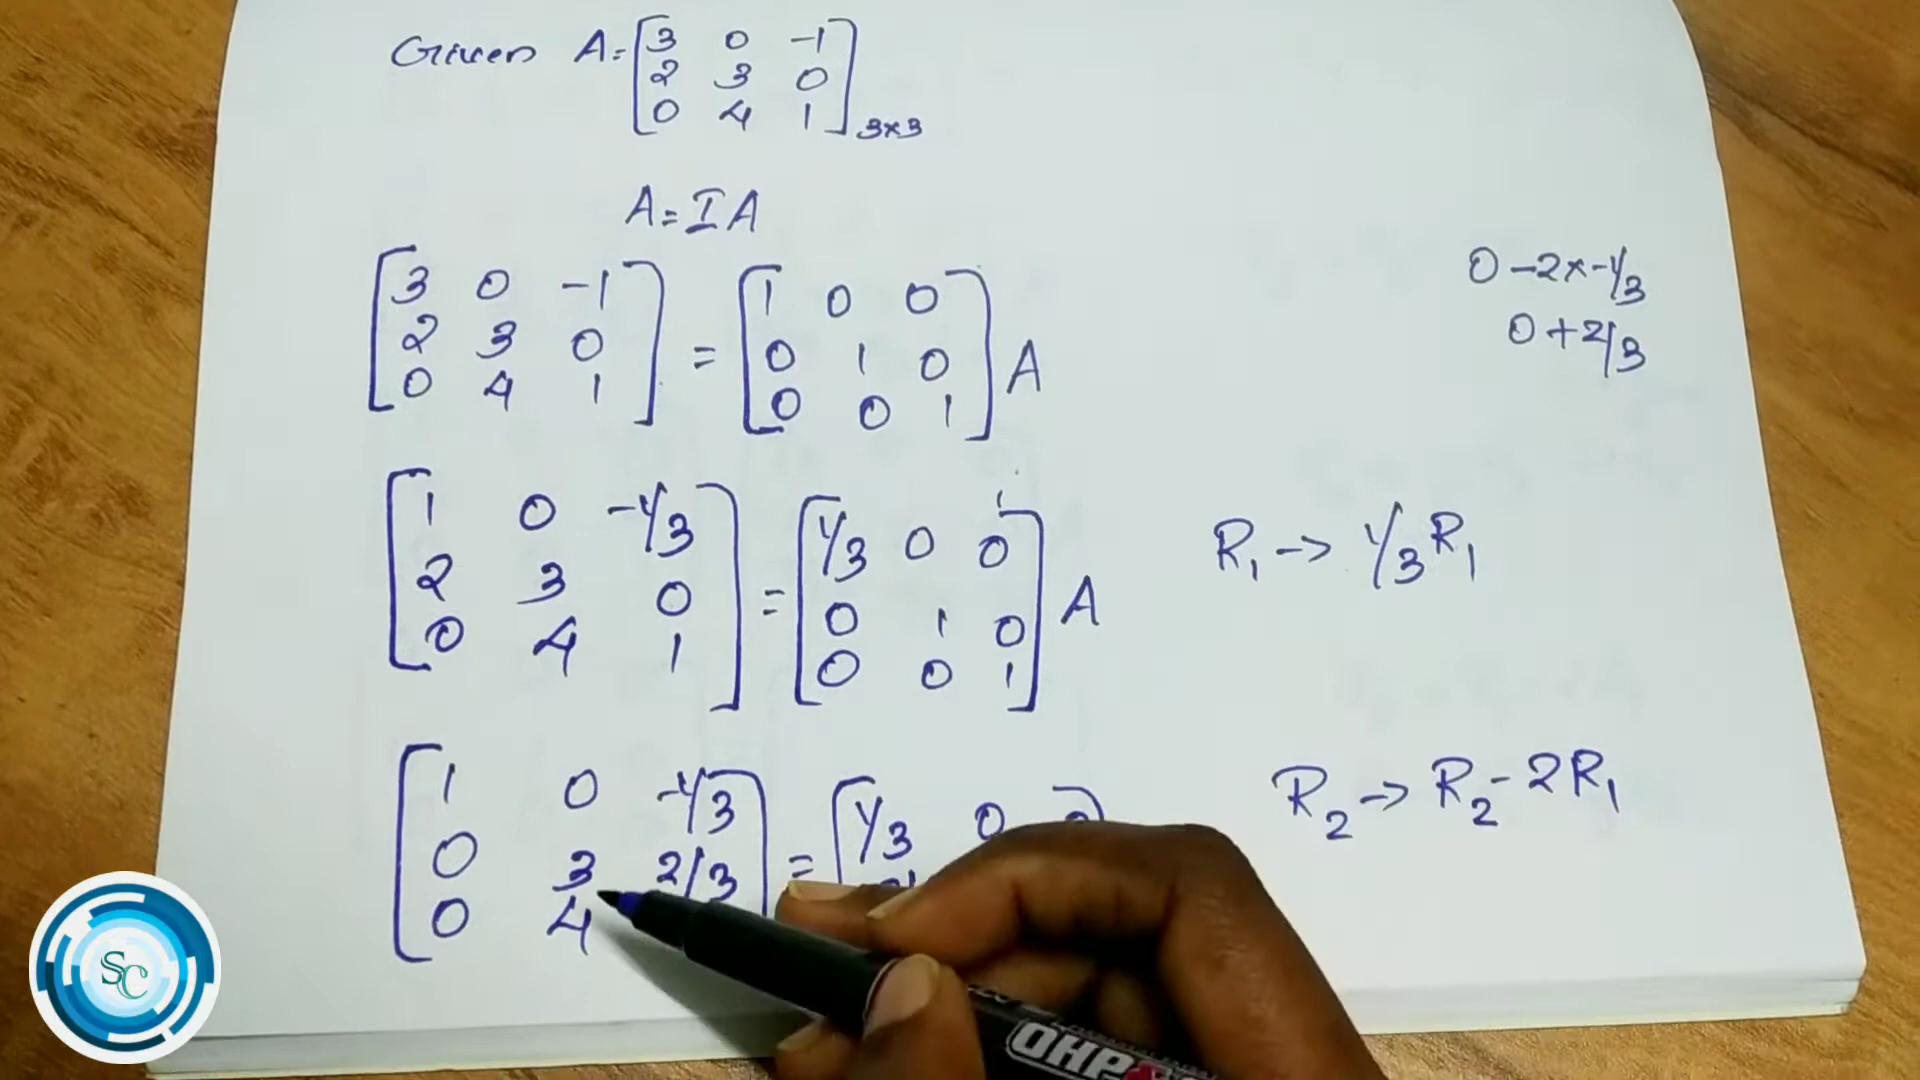 Given A = [3 0 -1
2 3 0
0 4 1] 3×3
A = IA
[3 0 -1
2 3 0
0 4 1] = [1 0 0
0 1 0
0 0 1] A
0 - 2 × -1/3
0 + 2/3
[1 0 -1/3
2 3 0
0 4 1] = [1/3 0 0
0 1 0
0 0 1] A
R₁ → 1/3 R₁
[1 0 -1/3
0 3 2/3
0 4
= [1/3 0
R₂ → R₂ - 2R₁
OHP
SC